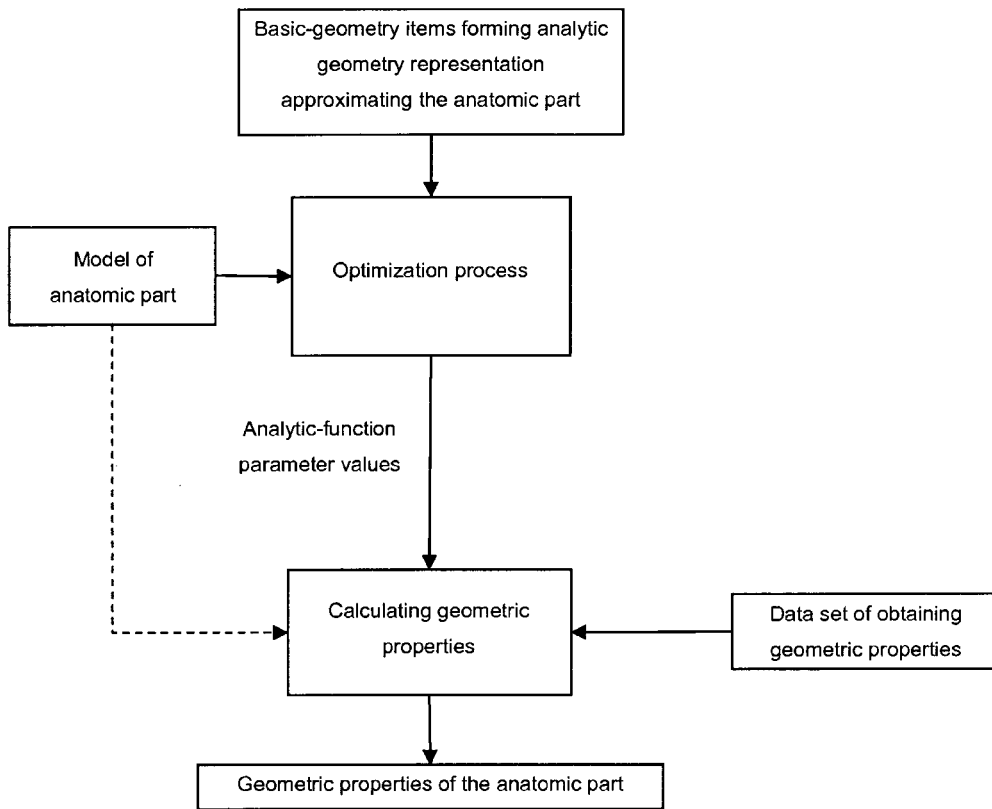 Basic-geometry items forming analytic
geometry representation
approximating the anatomic part
Model of
anatomic part
Optimization process
Analytic-function
parameter values
Calculating geometric
properties
Data set of obtaining
geometric properties
Geometric properties of the anatomic part